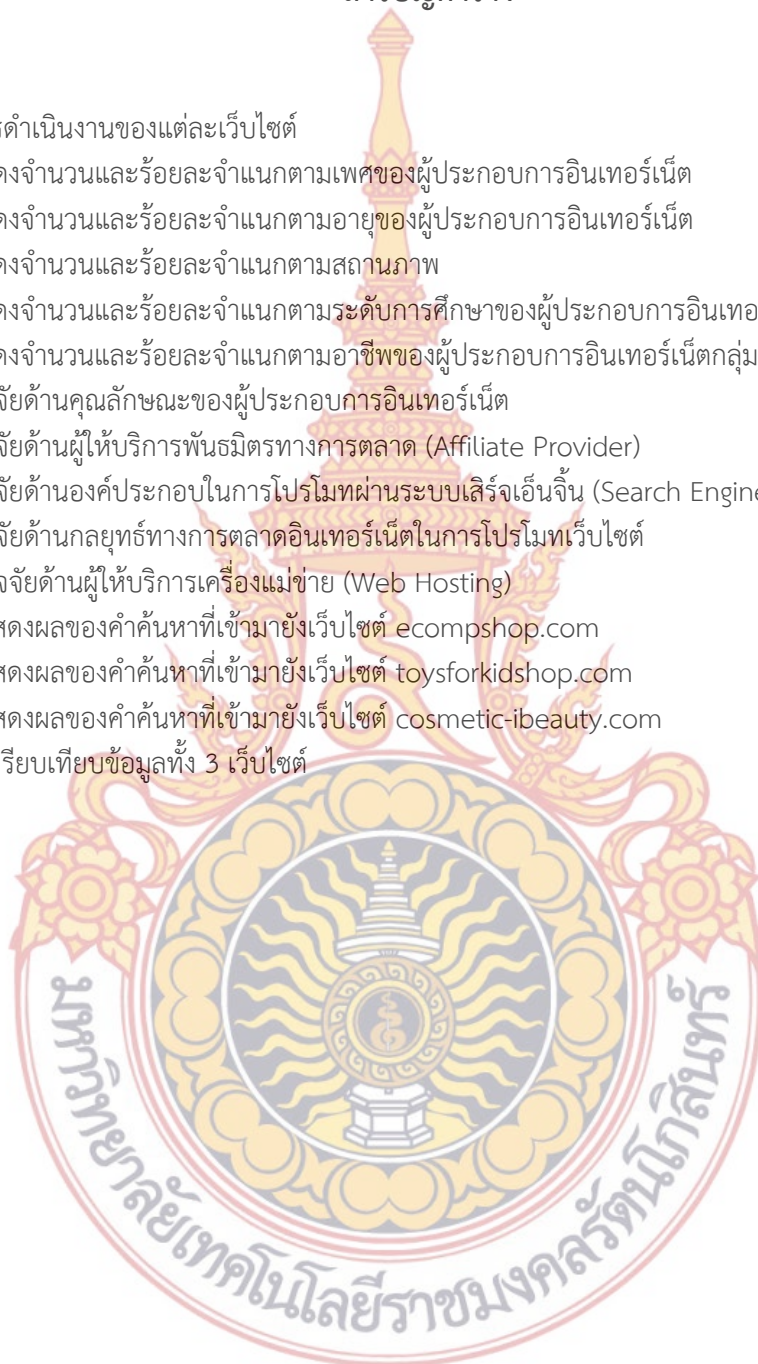 ดำเนินงานของแต่ละเว็บไซต์
จำนวนและร้อยละจำแนกตามเพศของผู้ประกอบการอินเทอร์เน็ต
จำนวนและร้อยละจำแนกตามอายุของผู้ประกอบการอินเทอร์เน็ต
จำนวนและร้อยละจำแนกตามสถานภาพ
จำนวนและร้อยละจำแนกตามระดับการศึกษาของผู้ประกอบการอินเทอ
จำนวนและร้อยละจำแนกตามอาชีพของผู้ประกอบการอินเทอร์เน็ตกลุ่ม
จัยด้านคุณลักษณะของผู้ประกอบการอินเทอร์เน็ต
จัยด้านผู้ให้บริการพันธมิตรทางการตลาด (Affiliate Provider)
จัยด้านองค์ประกอบในการโปรโมทผ่านระบบเสิร์จเอ็นจิ้น (Search Engine
จัยด้านกลยุทธ์ทางการตลาดอินเทอร์เน็ตในการโปรโมทเว็บไซต์
จจัยด้านผู้ให้บริการเครื่องแม่ข่าย (Web Hosting)
สดงผลของคำค้นหาที่เข้ามายังเว็บไซต์ ecompshop.com
สดงผลของคำค้นหาที่เข้ามายังเว็บไซต์ toysforkidshop.com
สดงผลของคำค้นหาที่เข้ามายังเว็บไซต์ cosmetic-ibeauty.com
รียบเทียบข้อมูลทั้ง 3 เว็บไซต์
มหาวิทยาลัยเทคโนโลยีราชมงคลรัตนโกสินทร์